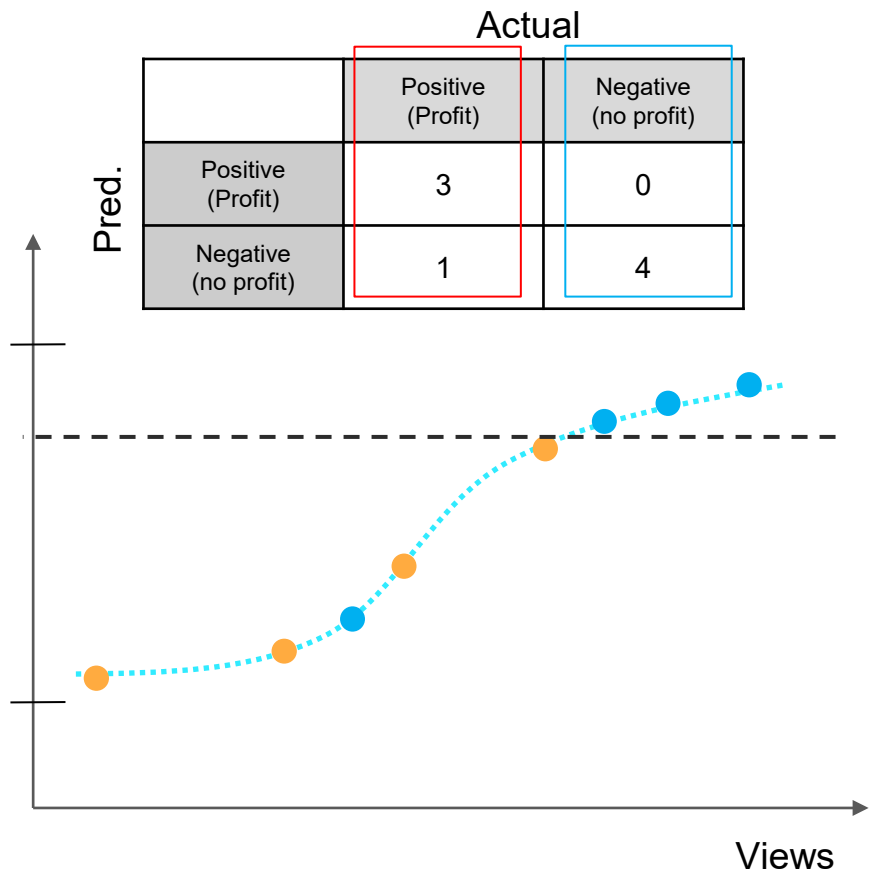 Actual
Positive
(Profit)
Negative
(no profit)
Pred.
Positive
(Profit)
3
0
Negative
(no profit)
1
4
Views